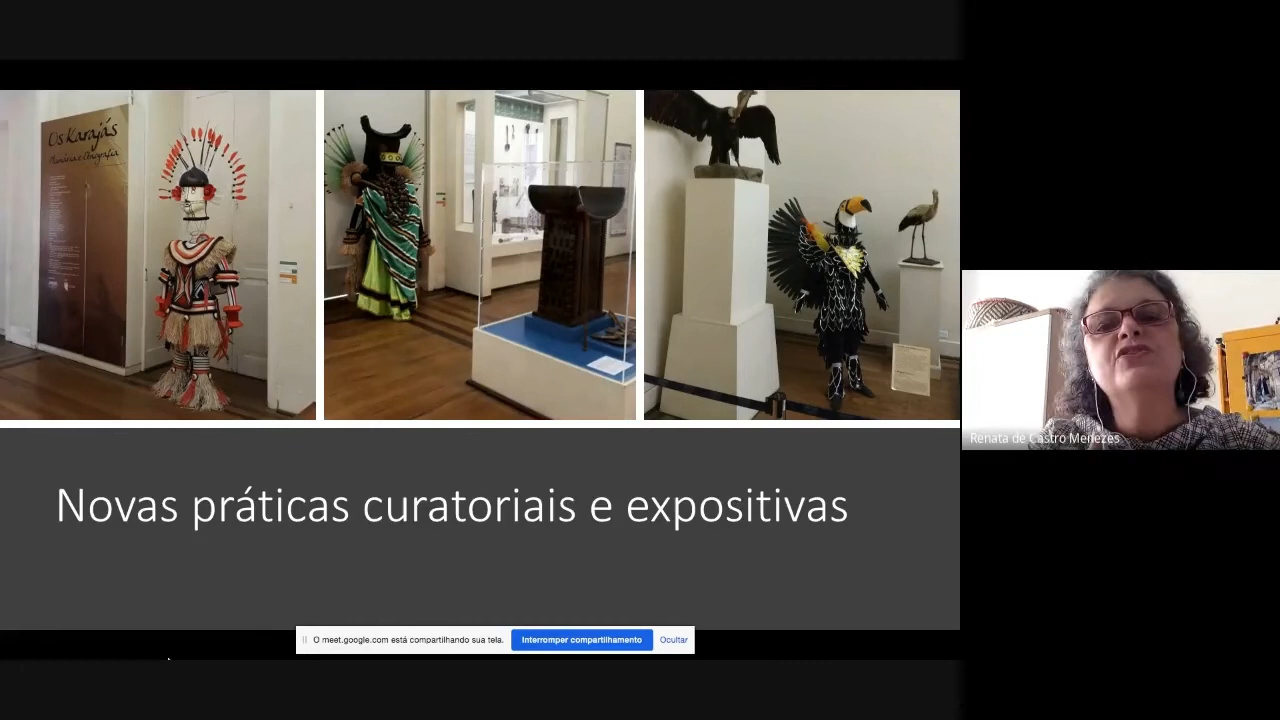 Os Karajás
Plumária e Etnografia
Novas práticas curatoriais e expositivas
Renata de Castro Menezes
O meet.google.com está compartilhando sua tela.
Interromper compartilhamento
Ocultar